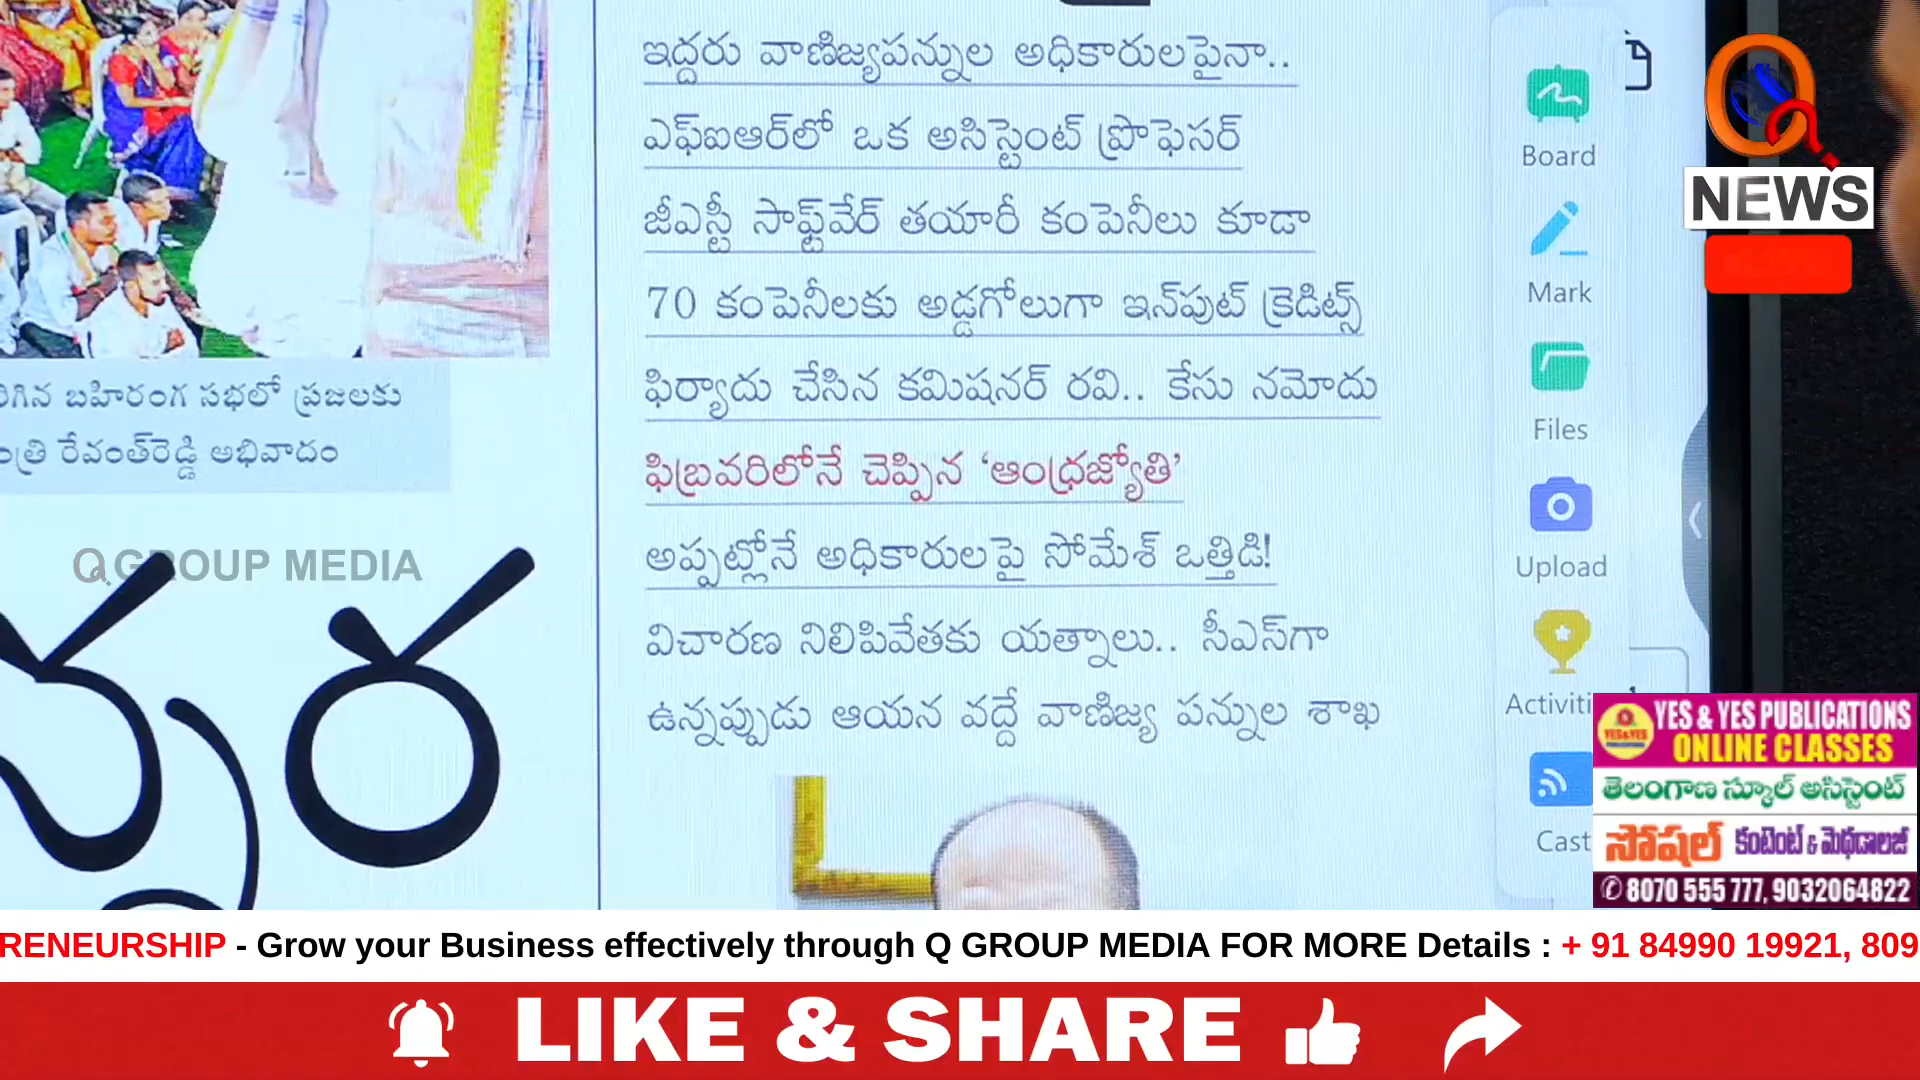 ఇద్దరు వాణిజ్యపన్నుల అధికారులపైనా..
ఎఫ్ఐఆర్‌లో ఒక అసిస్టెంట్ ప్రొఫెసర్
జీఎస్టీ సాఫ్ట్‌వేర్ తయారీ కంపెనీలు కూడా
70 కంపెనీలకు అడ్డగోలుగా ఇన్‌పుట్ క్రెడిట్స్
ఫిర్యాదు చేసిన కమిషనర్ రవి.. కేసు నమోదు
ఫిబ్రవరిలోనే చెప్పిన ‘ఆంధ్రజ్యోతి’
అప్పట్లోనే అధికారులపై సోమేశ్ ఒత్తిడి!
విచారణ నిలిపివేతకు యత్నాలు.. సీఎస్‌గా
ఉన్నప్పుడు ఆయన వద్దే వాణిజ్య పన్నుల శాఖ
బహిరంగ సభలో ప్రజలకు
రేవంత్‌రెడ్డి అభివాదం
Q GROUP MEDIA
Board
Mark
Files
Upload
Activiti
Cast
Q
NEWS
YES & YES PUBLICATIONS
ONLINE CLASSES
తెలంగాణ స్కూల్ అసిస్టెంట్
సోషల్ కంటెంట్ & మెథడాలజీ
8070 555 777, 9032064822
RENEURSHIP - Grow your Business effectively through Q GROUP MEDIA FOR MORE Details : + 91 84990 19921, 809
LIKE & SHARE